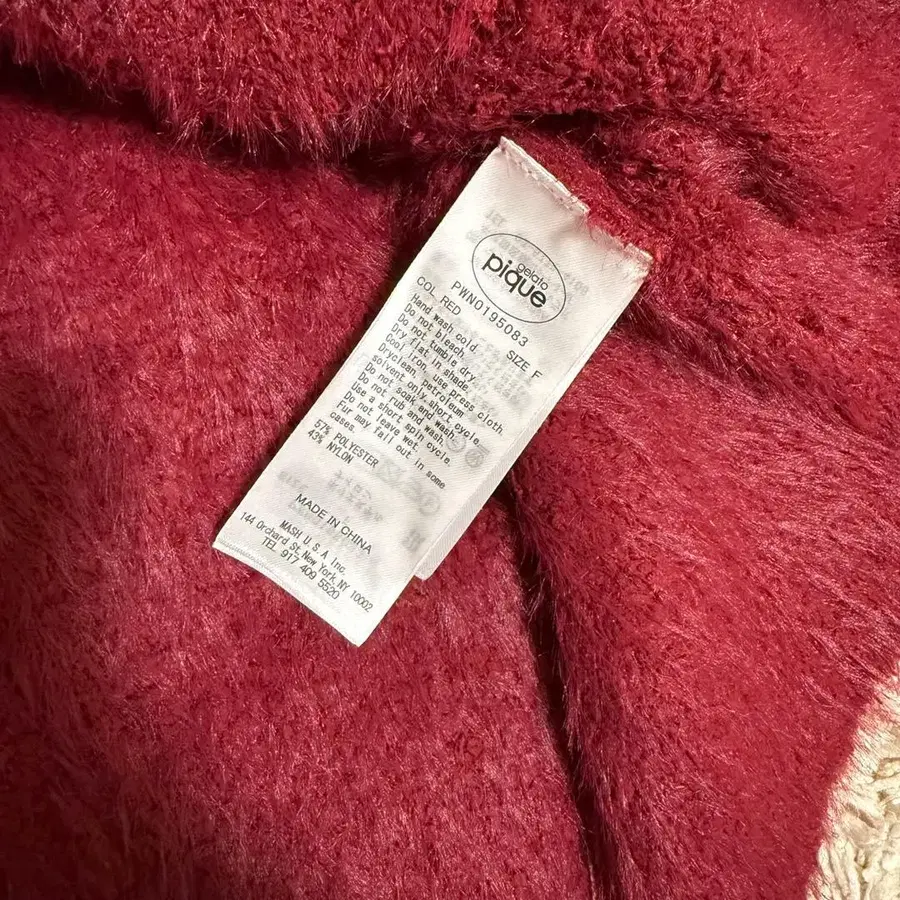 gelato
pique
PWN0195083
COL RED SIZE F
Hand wash cold.
Do not bleach.
Do not tumble dry.
Dry flat in shade.
Cool iron, use press cloth.
Dryclean, petroleum
solvent only.short cycle.
Do not soak and wash.
Do not rub and wash.
Use a short spin cycle.
Do not leave wet.
Fur may fall out in some
cases.
57% POLYESTER
43% NYLON
MADE IN CHINA
MASH U.S.A Inc.
144 Orchard St.New York NY 10002
TEL 917 409 5520